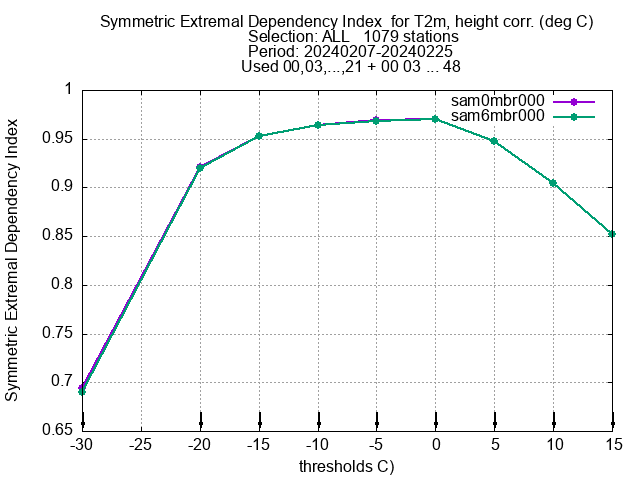 Symmetric Extremal Dependency Index  for T2m, height corr. (deg C)
Selection: ALL   1079 stations
Period: 20240207-20240225
Used 00,03,...,21 + 00 03 ... 48
sam0mbr000
sam6mbr000
Symmetric Extremal Dependency Index
1
0.95
0.9
0.85
0.8
0.75
0.7
0.65
-30 -25 -20 -15 -10 -5 0 5 10 15
thresholds C)